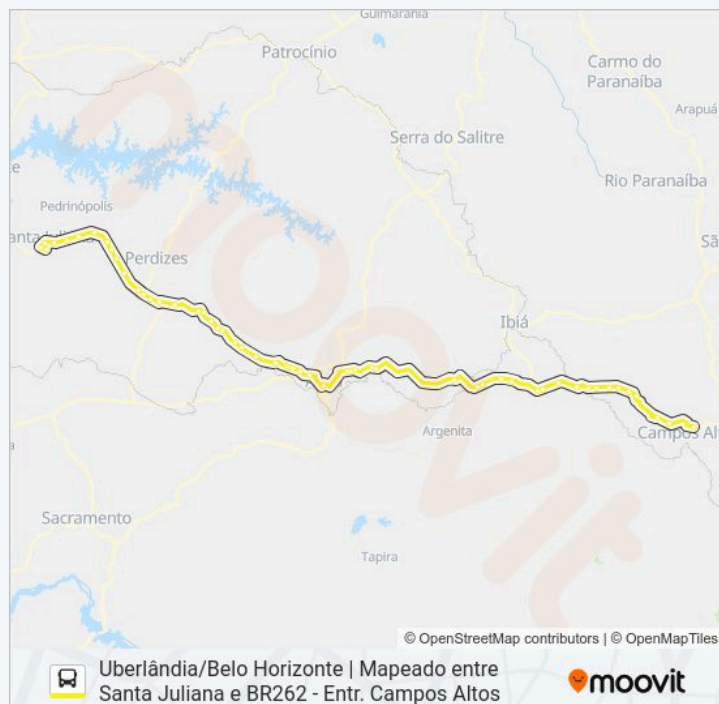 Guimarânia
Patrocínio
Carmo do
Paranaíba
Arapuá
Serra do Salitre
Rio Paranaíba
Pedrinópolis
Perdizes
Ibiá
Argenita
Campos Alt
Sacramento
Tapira
moovit
© OpenStreetMap contributors | © OpenMapTiles
Uberlândia/Belo Horizonte | Mapeado entre
Santa Juliana e BR262 - Entr. Campos Altos
moovit